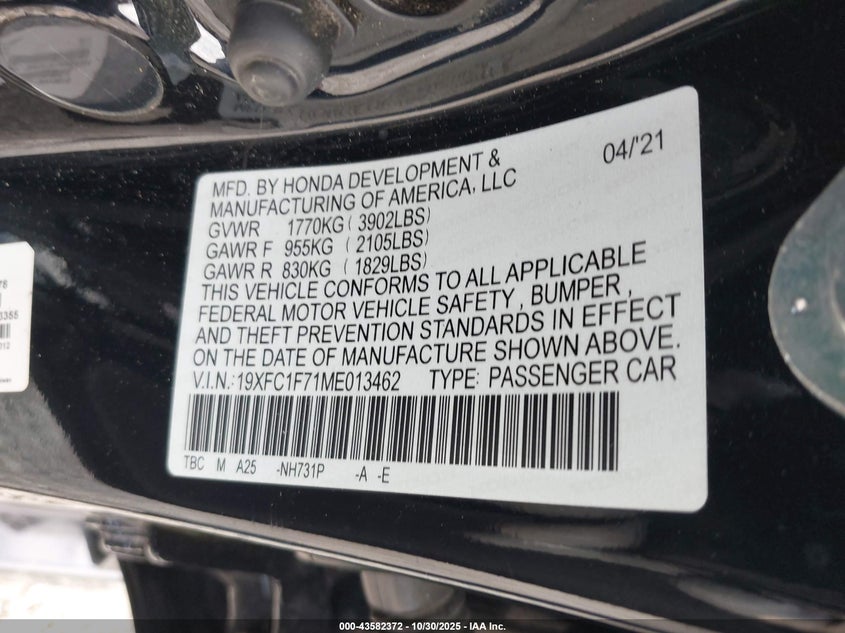 04/'21
MFD. BY HONDA DEVELOPMENT &
MANUFACTURING OF AMERICA, LLC
GVWR 1770KG ( 3902LBS)
GAWR F 955KG ( 2105LBS)
GAWR R 830KG ( 1829LBS)
THIS VEHICLE CONFORMS TO ALL APPLICABLE
FEDERAL MOTOR VEHICLE SAFETY , BUMPER ,
AND THEFT PREVENTION STANDARDS IN EFFECT
ON THE DATE OF MANUFACTURE SHOWN ABOVE.
V.I.N.:19XFC1F71ME013462 TYPE: PASSENGER CAR
TBC M A25 -NH731P -A -E
000-43582372 | 10/30/2025 | IAA Inc.